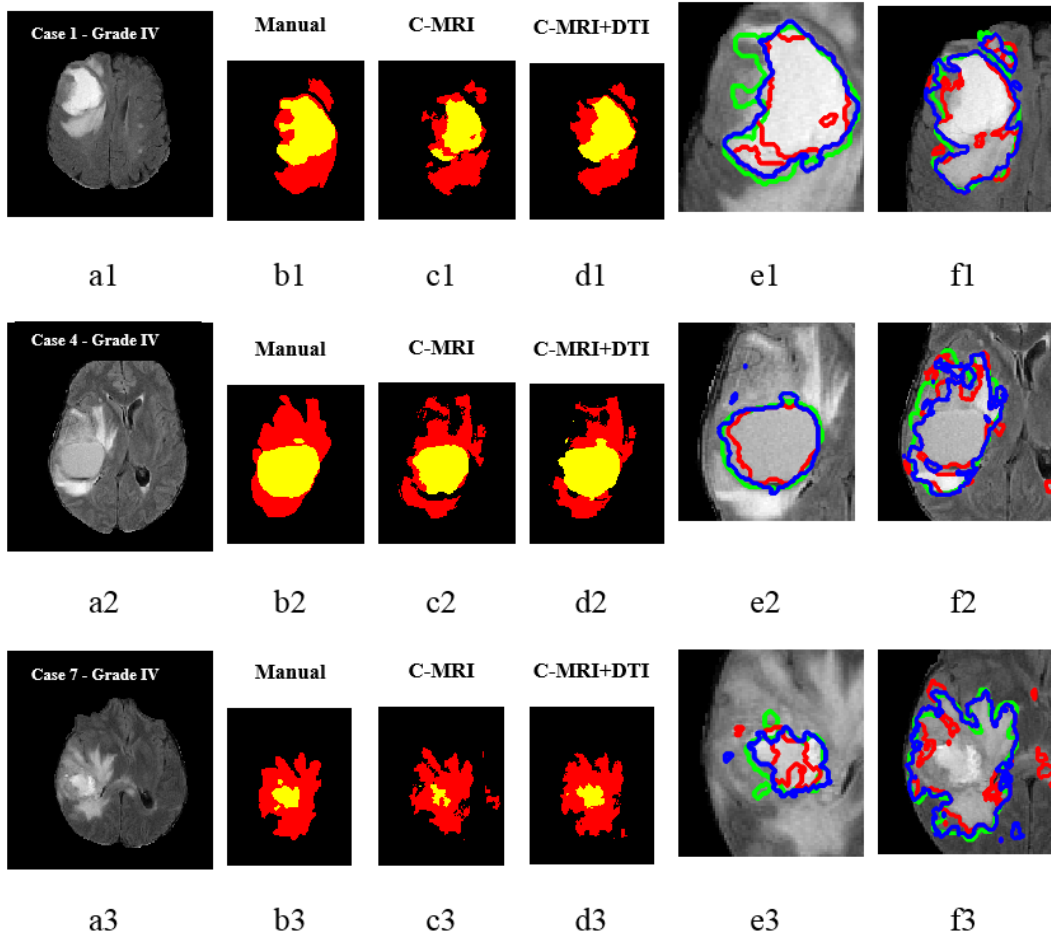 Case 1 - Grade IV
Manual
C-MRI
C-MRI+DTI
a1
b1
c1
d1
e1
f1
Case 4 - Grade IV
Manual
C-MRI
C-MRI+DTI
a2
b2
c2
d2
e2
f2
Case 7 - Grade IV
Manual
C-MRI
C-MRI+DTI
a3
b3
c3
d3
e3
f3